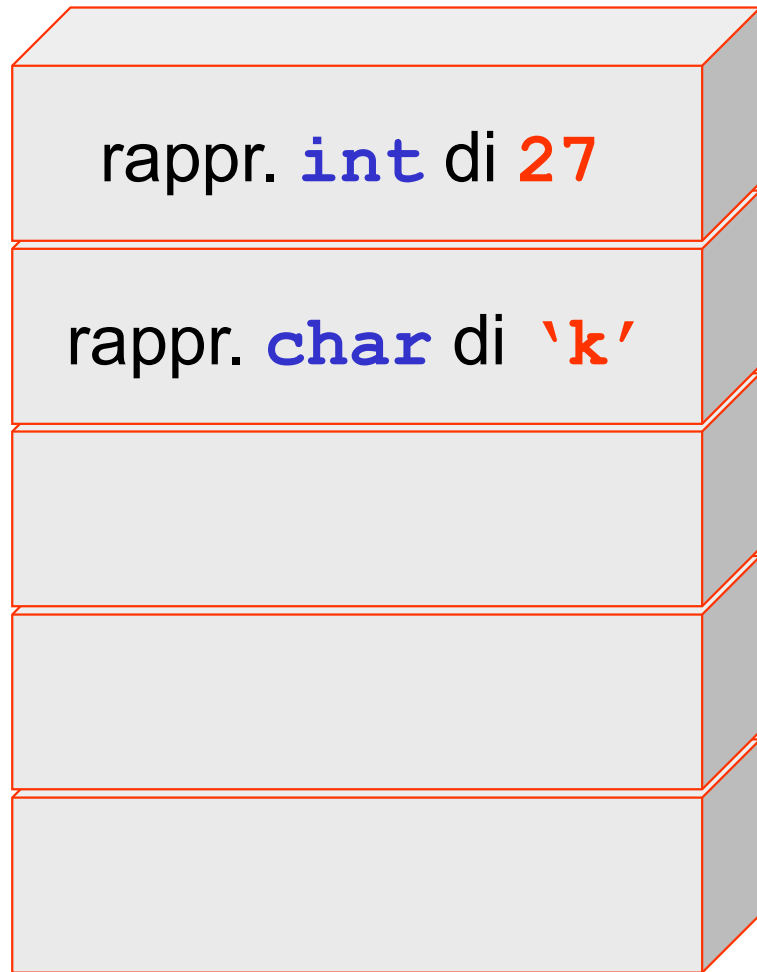 rappr. int di 27
rappr. char di ‘k’